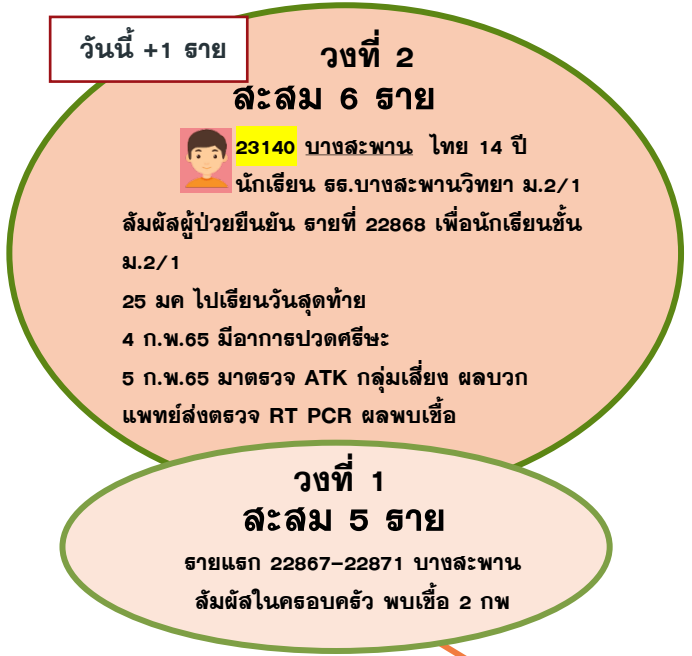 วันนี้ +1 ราย
วงที่ 2
สะสม 6 ราย
23140 บางสะพาน ไทย 14 ปี
นักเรียน รร.บางสะพานวิทยา ม.2/1
สัมผัสผู้ป่วยยืนยัน รายที่ 22868 เพื่อนักเรียนชั้น
ม.2/1
25 มค ไปเรียนวันสุดท้าย
4 ก.พ.65 มีอาการปวดศรีษะ
5 ก.พ.65 มาตรวจ ATK กลุ่มเสี่ยง ผลบวก
แพทย์ส่งตรวจ RT PCR ผลพบเชื้อ
วงที่ 1
สะสม 5 ราย
รายแรก 22867-22871 บางสะพาน
สัมผัสในครอบครัว พบเชื้อ 2 กพ